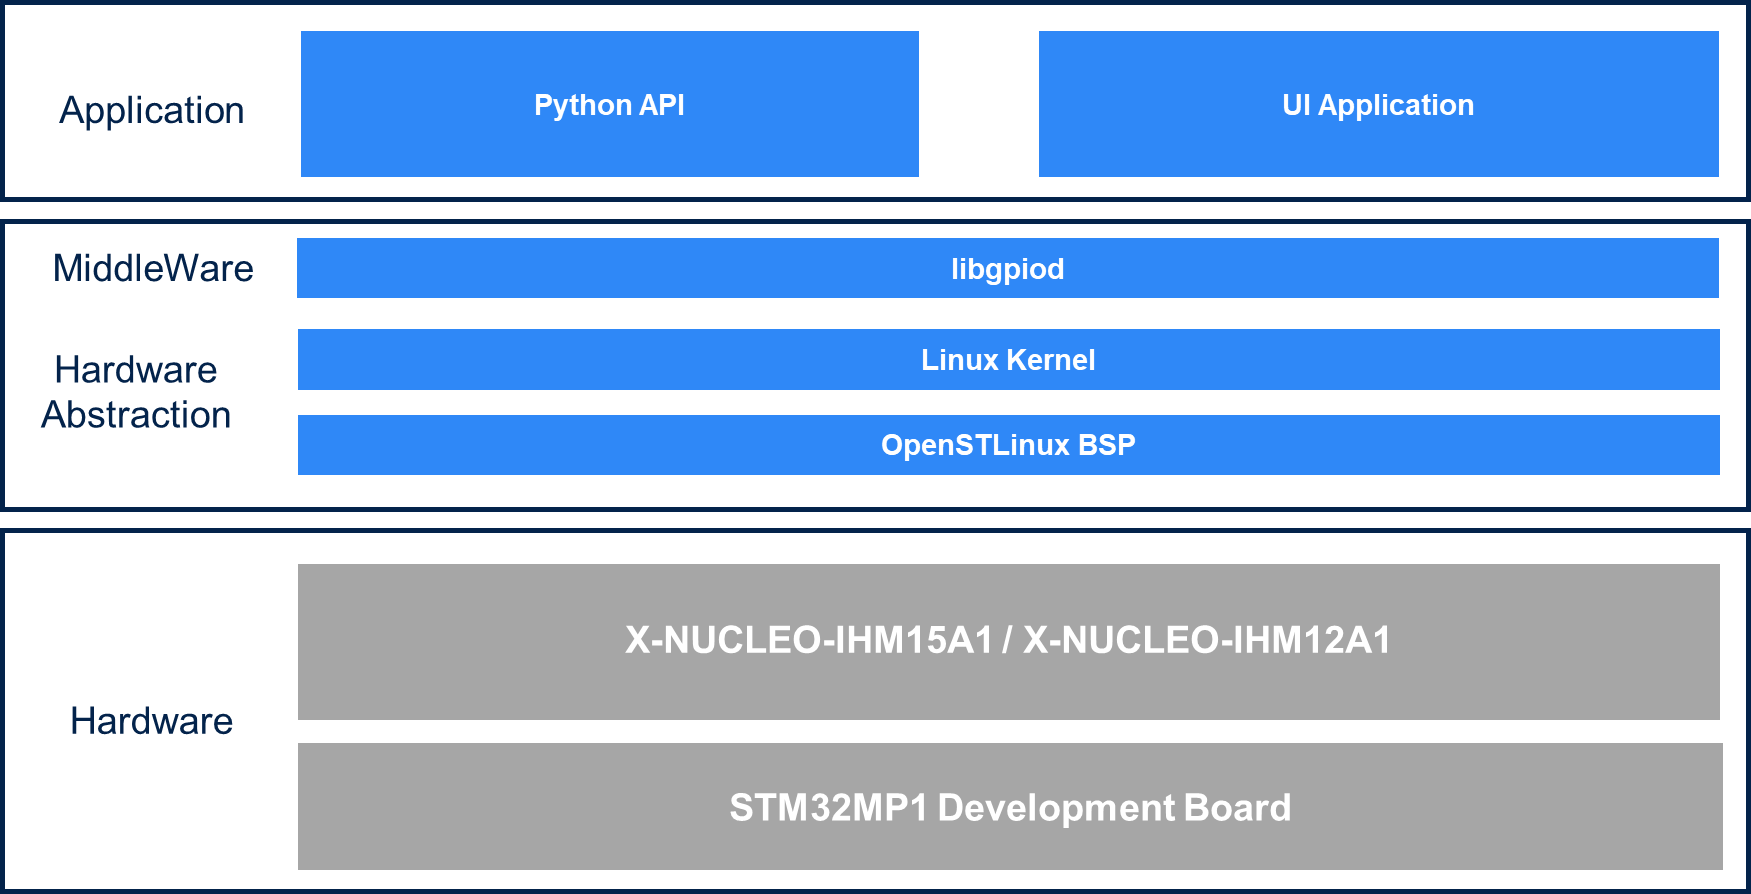 Application
Python API
UI Application
MiddleWare
libgpiod
Hardware
Abstraction
Linux Kernel
OpenSTLinux BSP
Hardware
X-NUCLEO-IHM15A1 / X-NUCLEO-IHM12A1
STM32MP1 Development Board